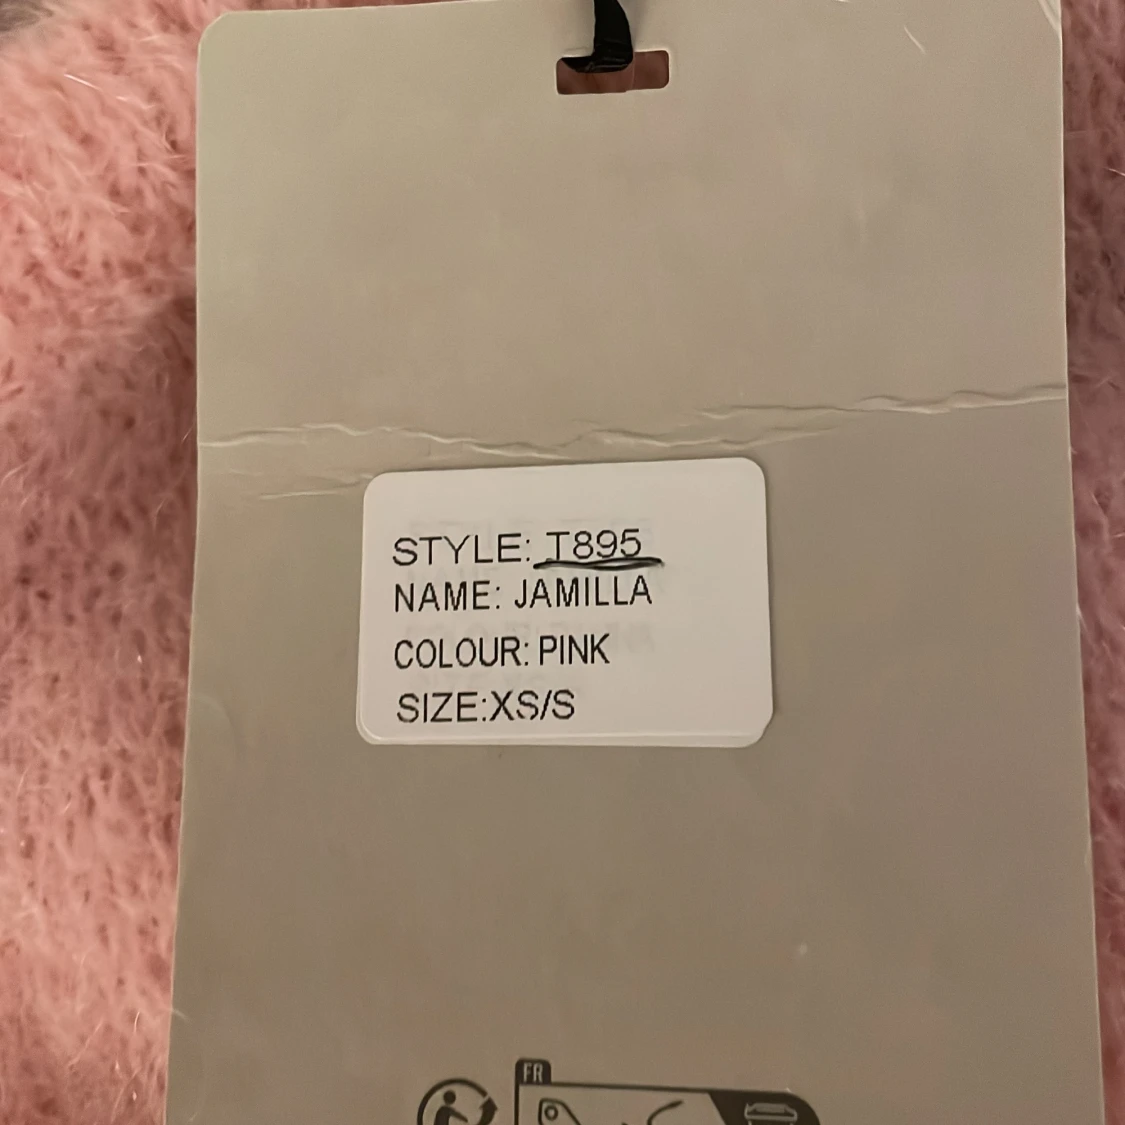 STYLE: T895
NAME: JAMILLA
COLOUR: PINK
SIZE:XS/S
FR